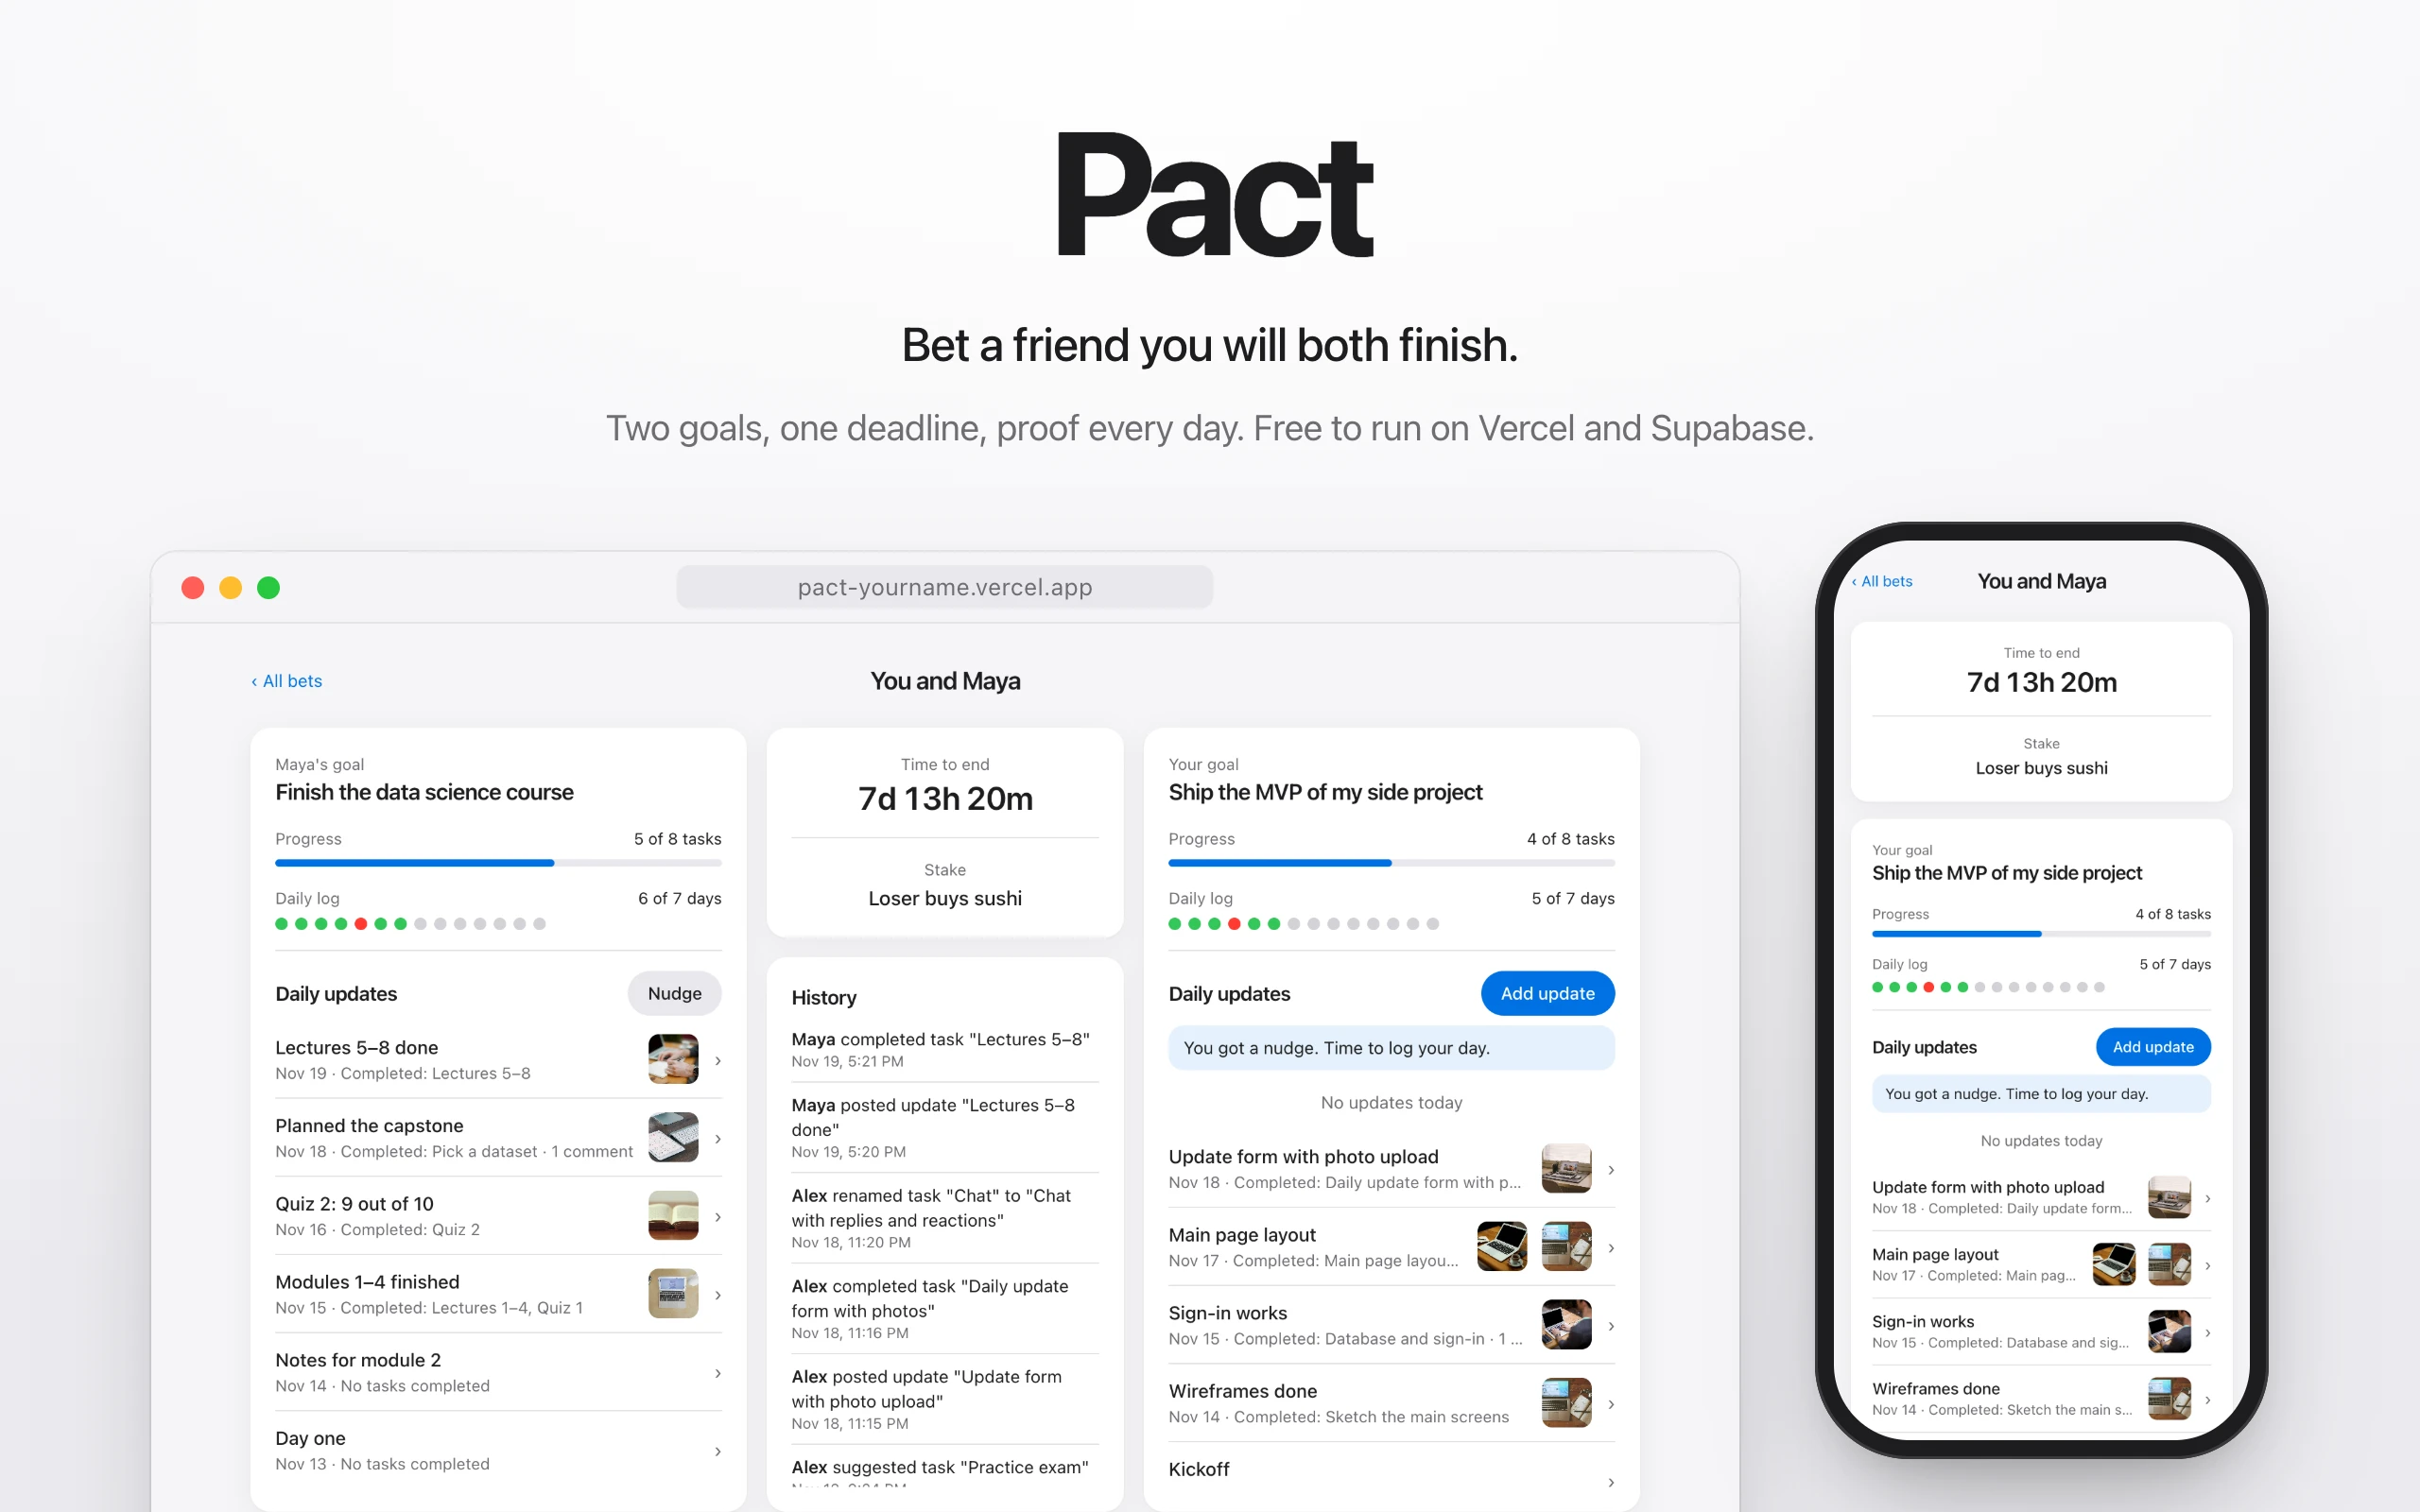 Pact
Bet a friend you will both finish.
Two goals, one deadline, proof every day. Free to run on Vercel and Supabase.
pact-yourname.vercel.app
‹ All bets
You and Maya
Maya's goal
Finish the data science course
Progress
5 of 8 tasks
Daily log
6 of 7 days
Daily updates
Nudge
Lectures 5–8 done
Nov 19 · Completed: Lectures 5–8
Planned the capstone
Nov 18 · Completed: Pick a dataset · 1 comment
Quiz 2: 9 out of 10
Nov 16 · Completed: Quiz 2
Modules 1–4 finished
Nov 15 · Completed: Lectures 1–4, Quiz 1
Notes for module 2
Nov 14 · No tasks completed
Day one
Nov 13 · No tasks completed
Time to end
7d 13h 20m
Stake
Loser buys sushi
History
Maya completed task "Lectures 5–8"
Nov 19, 5:21 PM
Maya posted update "Lectures 5–8
done"
Nov 19, 5:20 PM
Alex renamed task "Chat" to "Chat
with replies and reactions"
Nov 18, 11:20 PM
Alex completed task "Daily update
form with photos"
Nov 18, 11:16 PM
Alex posted update "Update form
with photo upload"
Nov 18, 11:15 PM
Alex suggested task "Practice exam"
Your goal
Ship the MVP of my side project
Progress
4 of 8 tasks
Daily log
5 of 7 days
Daily updates
Add update
You got a nudge. Time to log your day.
No updates today
Update form with photo upload
Nov 18 · Completed: Daily update form with p...
Main page layout
Nov 17 · Completed: Main page layou...
Sign-in works
Nov 15 · Completed: Database and sign-in · 1 ...
Wireframes done
Nov 14 · Completed: Sketch the main screens
Kickoff
‹ All bets
You and Maya
Time to end
7d 13h 20m
Stake
Loser buys sushi
Your goal
Ship the MVP of my side project
Progress
4 of 8 tasks
Daily log
5 of 7 days
Daily updates
Add update
You got a nudge. Time to log your day.
No updates today
Update form with photo upload
Nov 18 · Completed: Daily update form...
Main page layout
Nov 17 · Completed: Main pag...
Sign-in works
Nov 15 · Completed: Database and sig...
Wireframes done
Nov 14 · Completed: Sketch the main s...